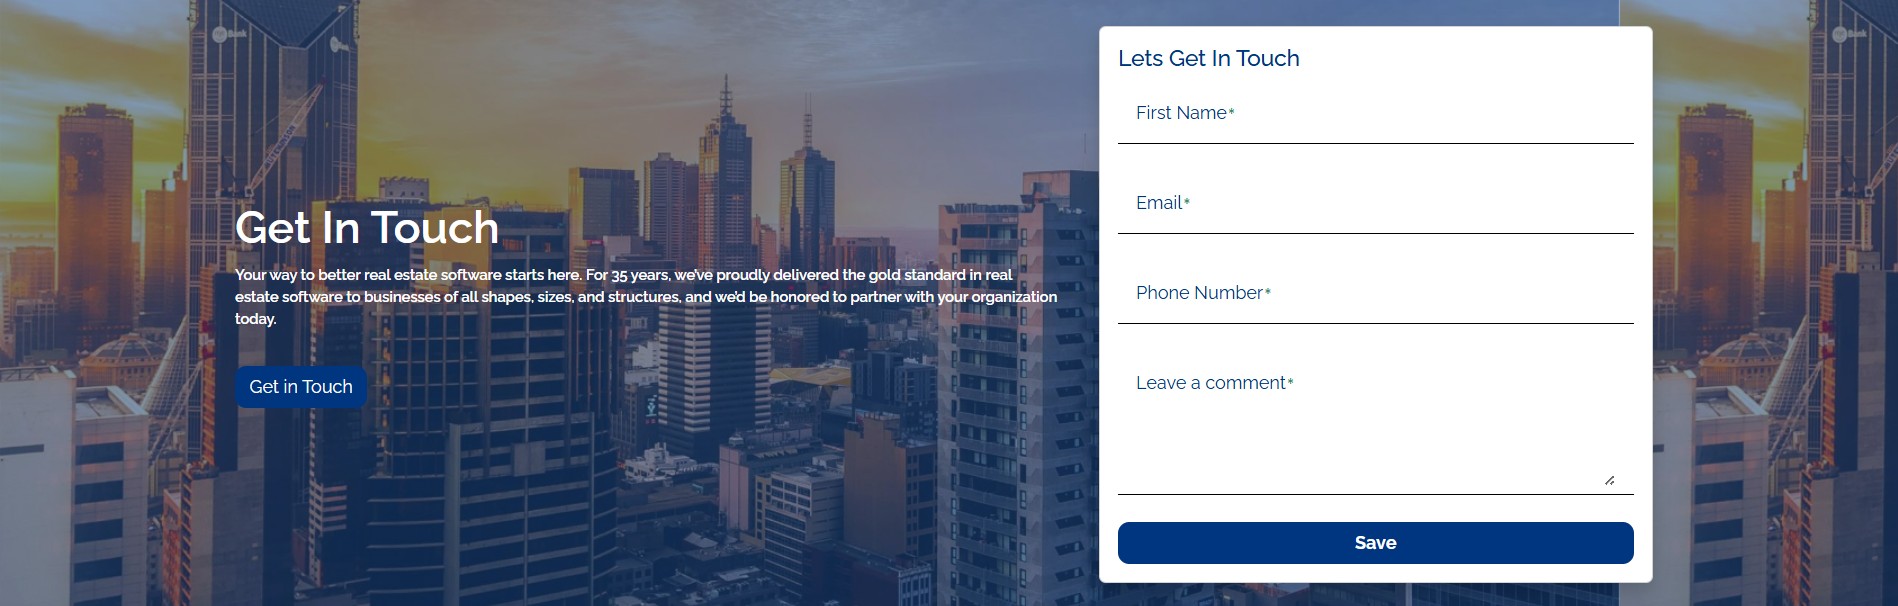 Bank
Bank
Get In Touch
Your way to better real estate software starts here. For 35 years, we've proudly delivered the gold standard in real
estate software to businesses of all shapes, sizes, and structures, and we'd be honored to partner with your organization
today.
Get in Touch
Lets Get In Touch
First Name*
Email*
Phone Number*
Leave a comment*
Save